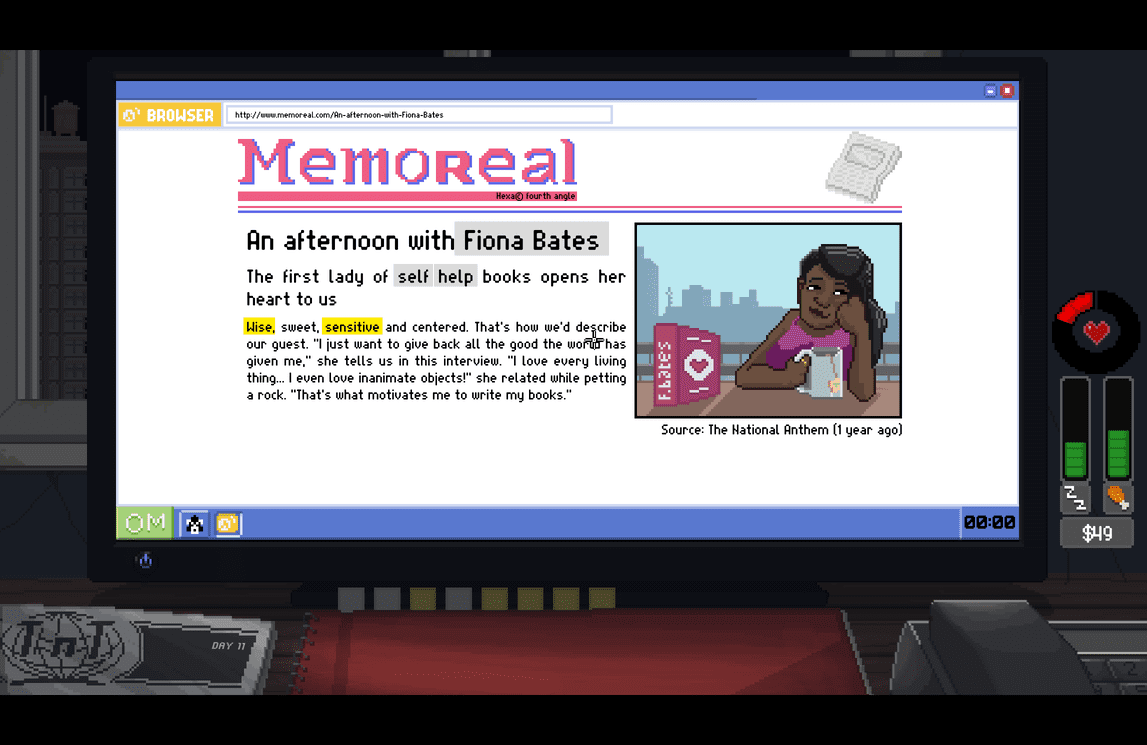 BROWSER
http://www.memoreal.com/An-afternoon-with-Fiona-Bates
Memoreal
Hexa© fourth angle
An afternoon with Fiona Bates
The first lady of self help books opens her
heart to us
Wise, sweet, sensitive and centered. That's how we'd describe
our guest. "I just want to give back all the good the world has
given me," she tells us in this interview. "I love every living
thing... I even love inanimate objects!" she related while petting
a rock. "That's what motivates me to write my books."
F.bates
Source: The National Anthem (1 year ago)
OM
00:00
zzz
$49
TnT
DAY 11
2